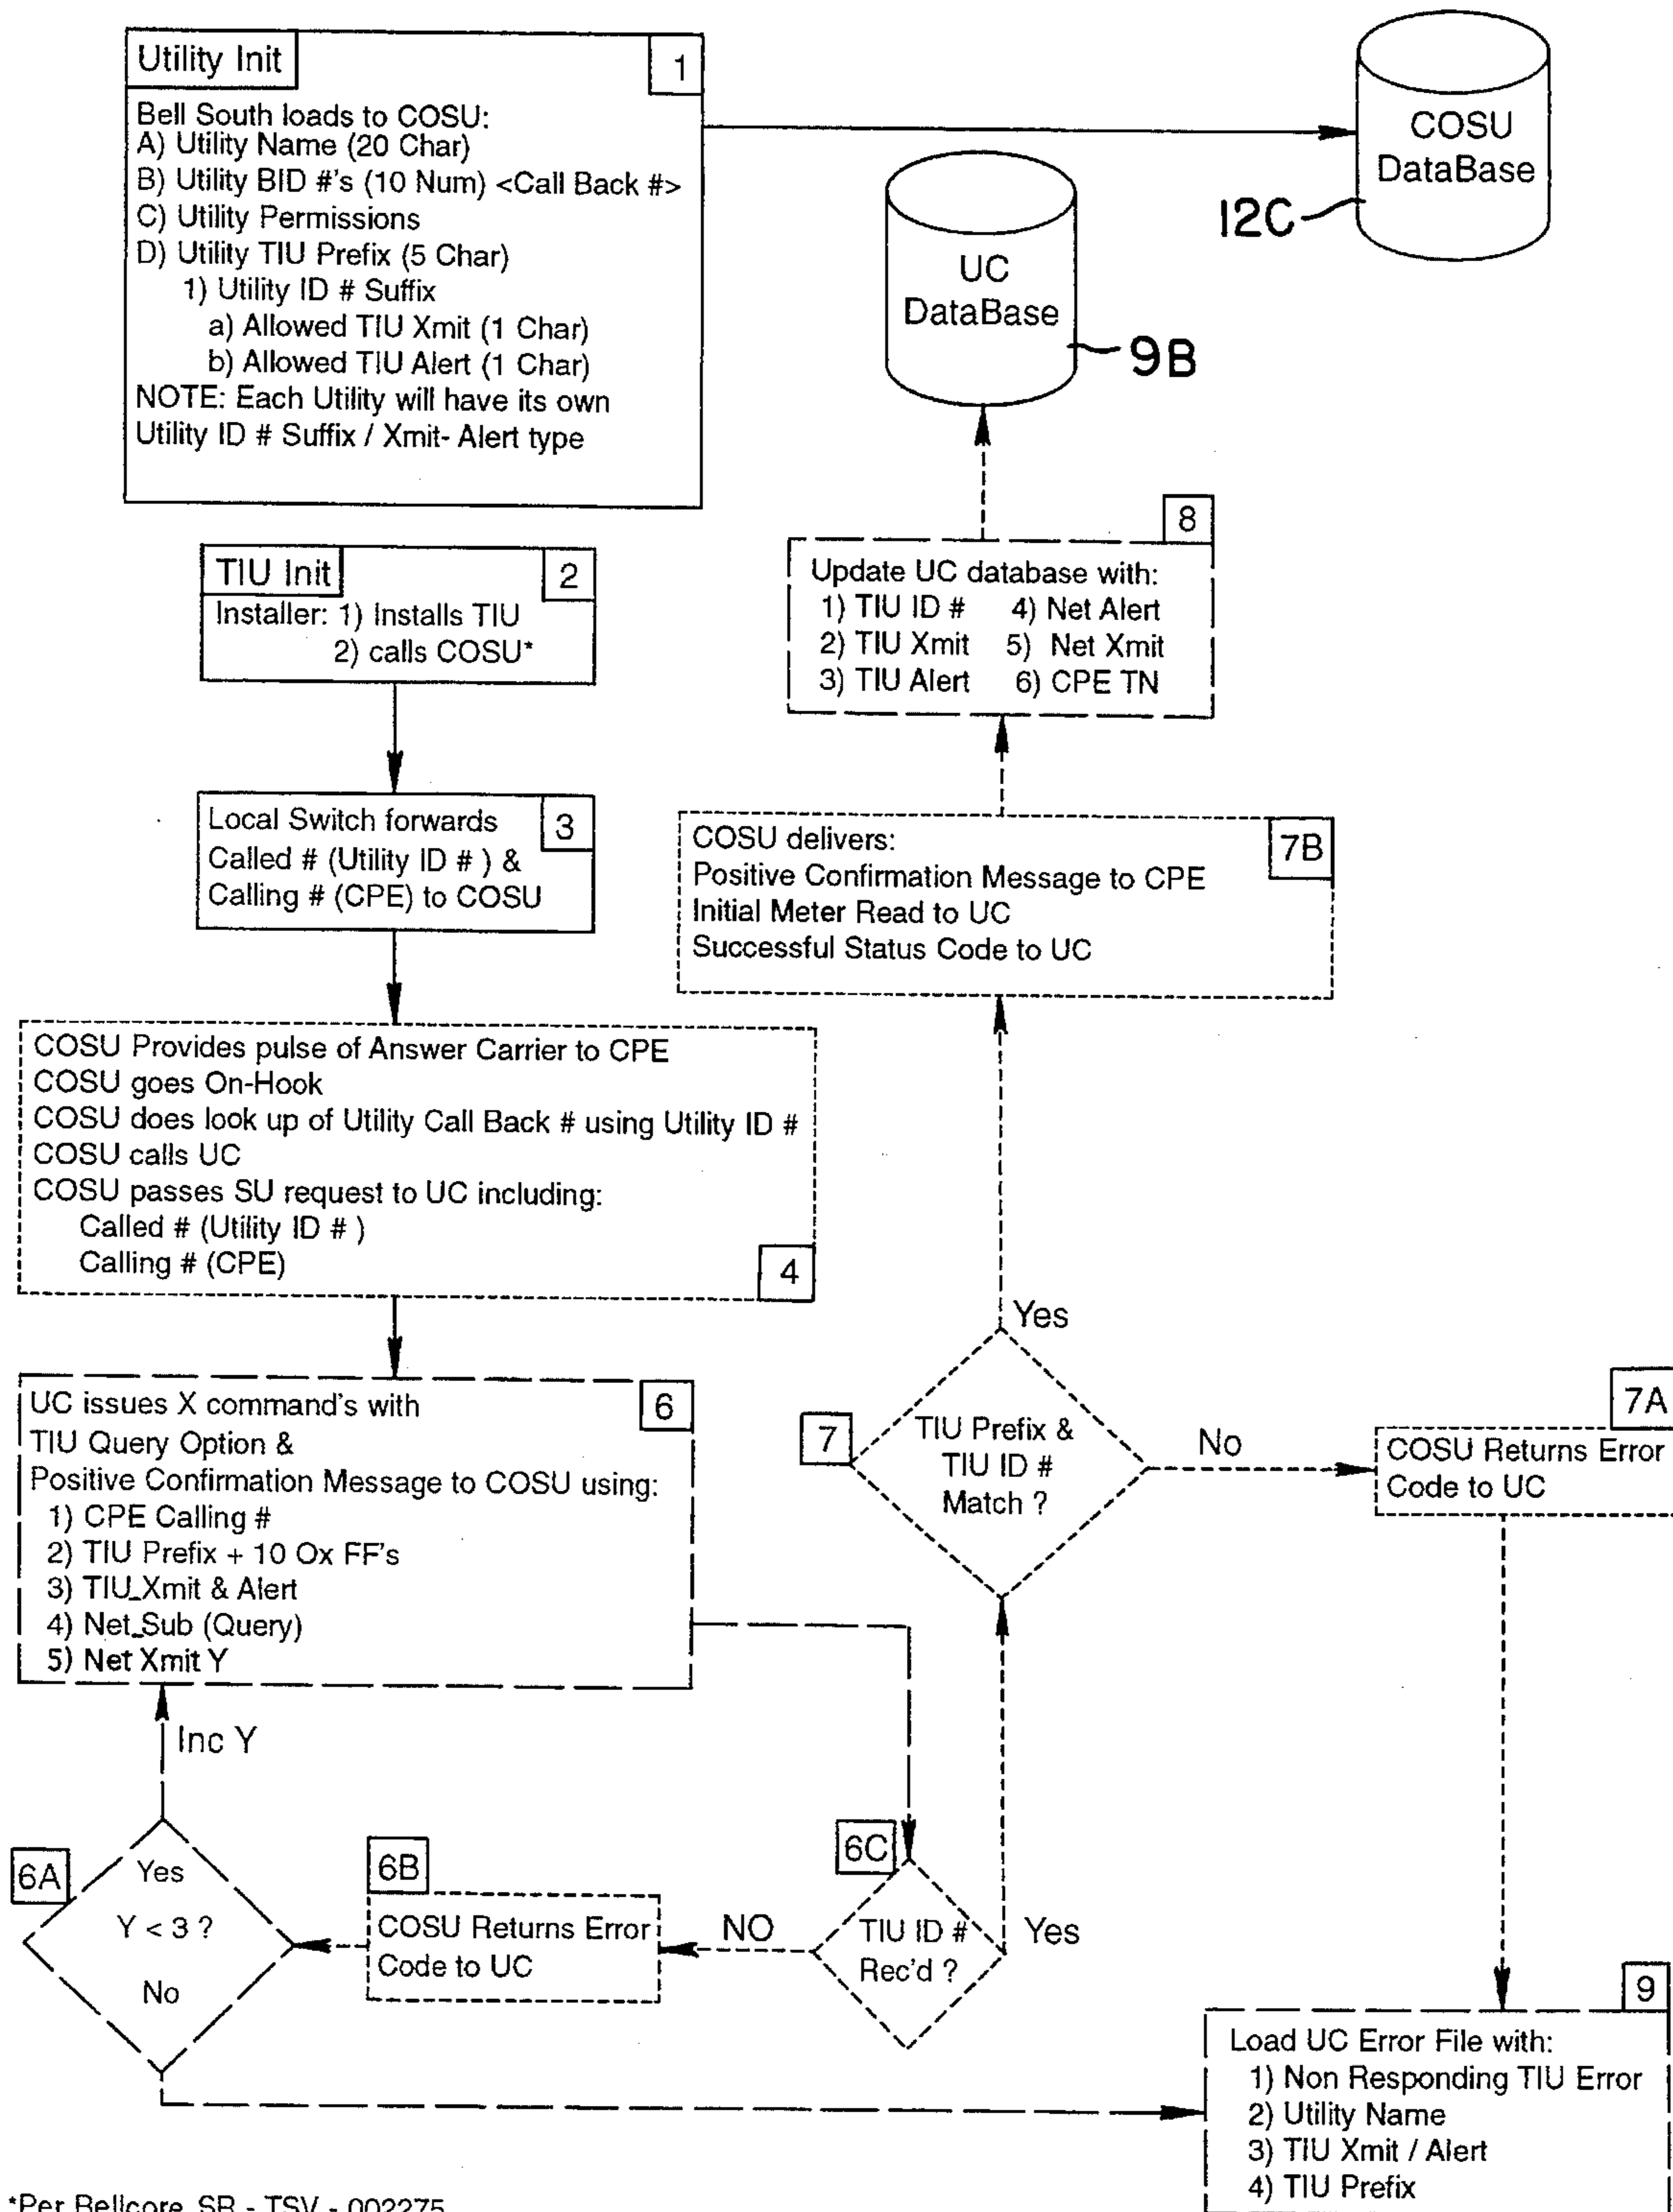 Utility Init
1
Bell South loads to COSU:
A) Utility Name (20 Char)
B) Utility BID #'s (10 Num) <Call Back #>
C) Utility Permissions
D) Utility TIU Prefix (5 Char)
1) Utility ID # Suffix
a) Allowed TIU Xmit (1 Char)
b) Allowed TIU Alert (1 Char)
NOTE: Each Utility will have its own
Utility ID # Suffix / Xmit- Alert type
COSU
DataBase
12C
UC
DataBase
9B
TIU Init
2
Installer: 1) Installs TIU
2) calls COSU*
8
Update UC database with:
1) TIU ID # 4) Net Alert
2) TIU Xmit 5) Net Xmit
3) TIU Alert 6) CPE TN
Local Switch forwards
3
Called # (Utility ID # ) &
Calling # (CPE) to COSU
COSU delivers:
7B
Positive Confirmation Message to CPE
Initial Meter Read to UC
Successful Status Code to UC
COSU Provides pulse of Answer Carrier to CPE
COSU goes On-Hook
COSU does look up of Utility Call Back # using Utility ID #
COSU calls UC
COSU passes SU request to UC including:
Called # (Utility ID # )
Calling # (CPE)
4
UC issues X command's with
6
TIU Query Option &
Positive Confirmation Message to COSU using:
1) CPE Calling #
2) TIU Prefix + 10 Ox FF's
3) TIU_Xmit & Alert
4) Net_Sub (Query)
5) Net Xmit Y
Yes
7
TIU Prefix &
TIU ID #
Match ?
No
7A
COSU Returns Error
Code to UC
Inc Y
6A
Yes
Y < 3 ?
No
6B
COSU Returns Error
Code to UC
NO
6C
TIU ID #
Rec'd ?
Yes
9
Load UC Error File with:
1) Non Responding TIU Error
2) Utility Name
3) TIU Xmit / Alert
4) TIU Prefix
*Per Bellcore SR - TSV - 002275